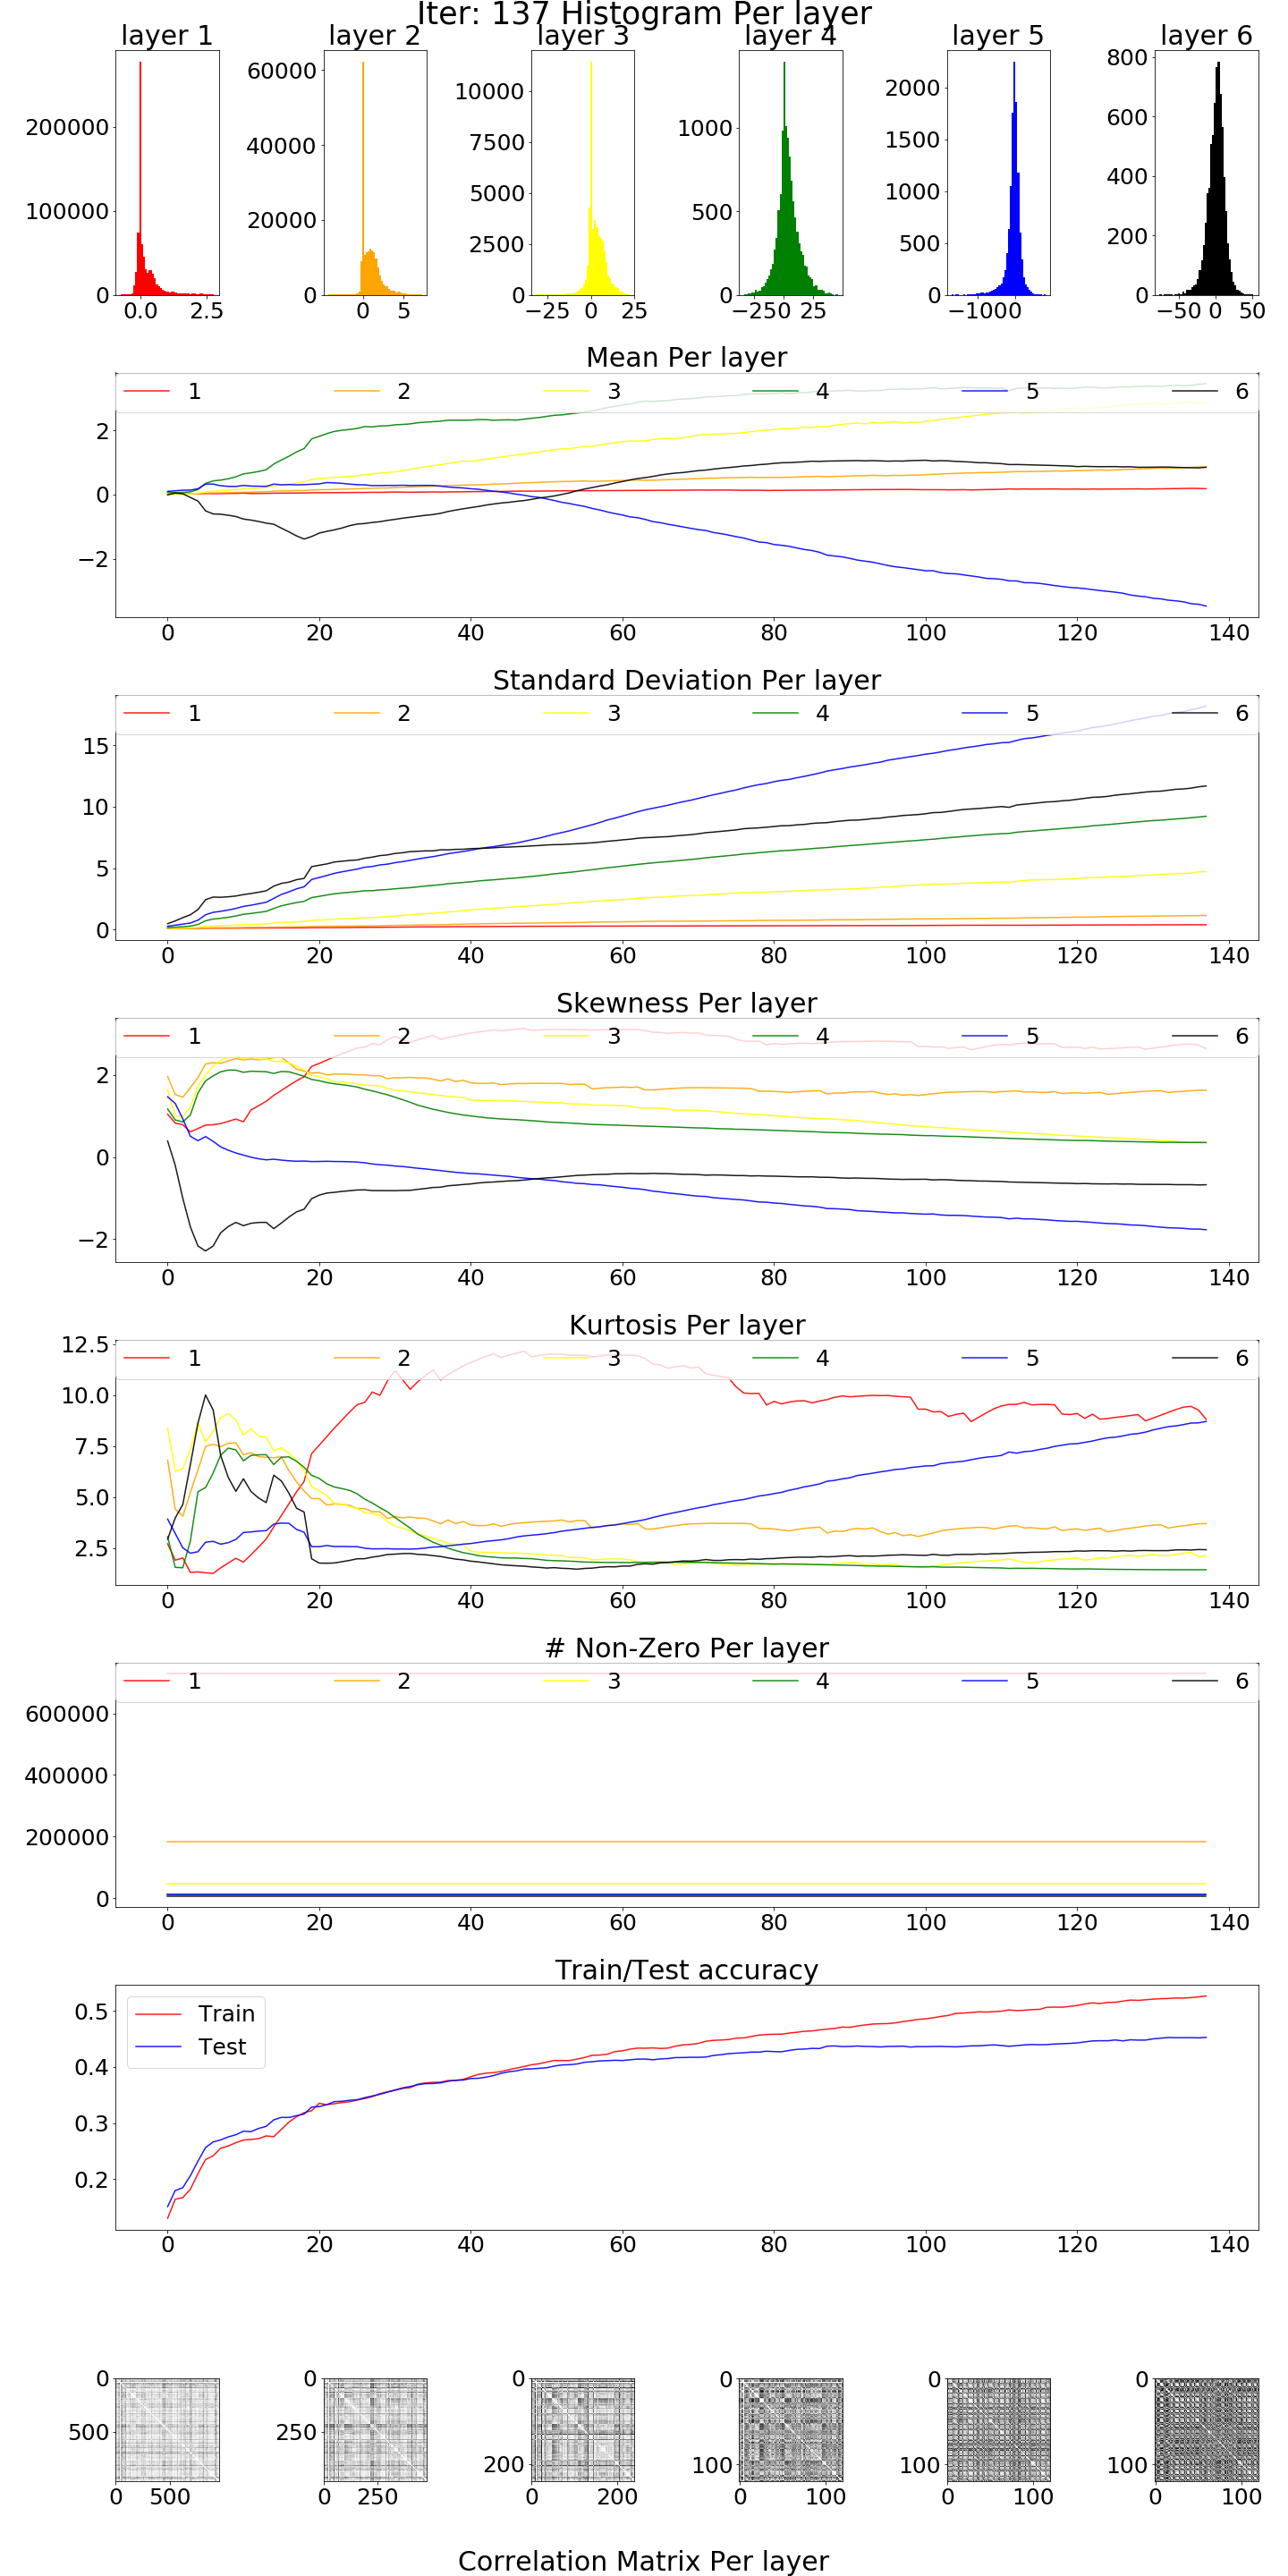 Iter: 137 Histogram Per layer
layer 1 layer 2 layer 3 layer 4 layer 5 layer 6
200000 100000 0 0.0 2.5
60000 40000 20000 0 0 5
10000 7500 5000 2500 0 −25 0 25
1000 500 0 −25 0 25
2000 1500 1000 500 0 −100 0
800 600 400 200 0 −50 0 50
Mean Per layer
1 2 3 4 5 6
2
0
−2
0 20 40 60 80 100 120 140
Standard Deviation Per layer
1 2 3 4 5 6
15
10
5
0
0 20 40 60 80 100 120 140
Skewness Per layer
1 2 3 4 5 6
2
0
−2
0 20 40 60 80 100 120 140
Kurtosis Per layer
12.5
1 2 3 4 5 6
10.0
7.5
5.0
2.5
0 20 40 60 80 100 120 140
# Non-Zero Per layer
1 2 3 4 5 6
600000
400000
200000
0
0 20 40 60 80 100 120 140
Train/Test accuracy
Train
Test
0.5
0.4
0.3
0.2
0 20 40 60 80 100 120 140
0 500 0 500
0 250 0 250
0 200 0 200
0 100 0 100
0 100 0 100
0 100 0 100
Correlation Matrix Per layer